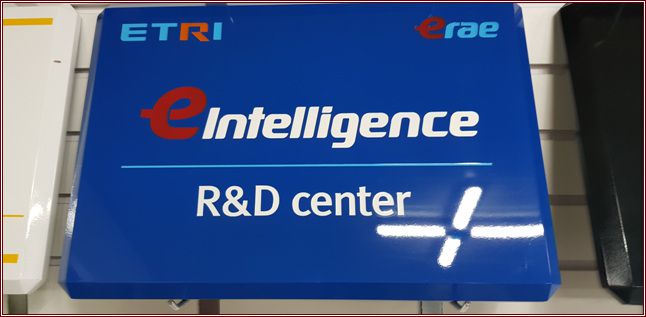 ETRI erae
eIntelligence
R&D center